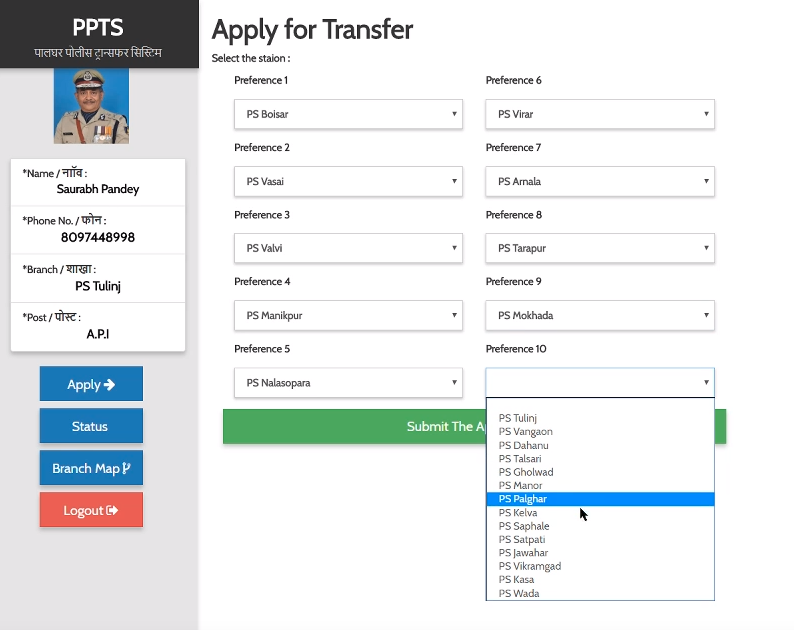 PPTS
पालघर पोलीस ट्रान्सफर सिस्टिम
*Name / नाॉव :
Saurabh Pandey
*Phone No. / फोन :
8097448998
*Branch / शाखा :
PS Tulinj
*Post / पोस्ट :
A.P.I
Apply
Status
Branch Map
Logout
Apply for Transfer
Select the staion :
Preference 1
PS Boisar
Preference 2
PS Vasai
Preference 3
PS Valvi
Preference 4
PS Manikpur
Preference 5
PS Nalasopara
Preference 6
PS Virar
Preference 7
PS Arnala
Preference 8
PS Tarapur
Preference 9
PS Mokhada
Preference 10
Submit The A
PS Tulinj
PS Vangaon
PS Dahanu
PS Talsari
PS Gholwad
PS Manor
PS Palghar
PS Kelva
PS Saphale
PS Satpati
PS Jawahar
PS Vikramgad
PS Kasa
PS Wada